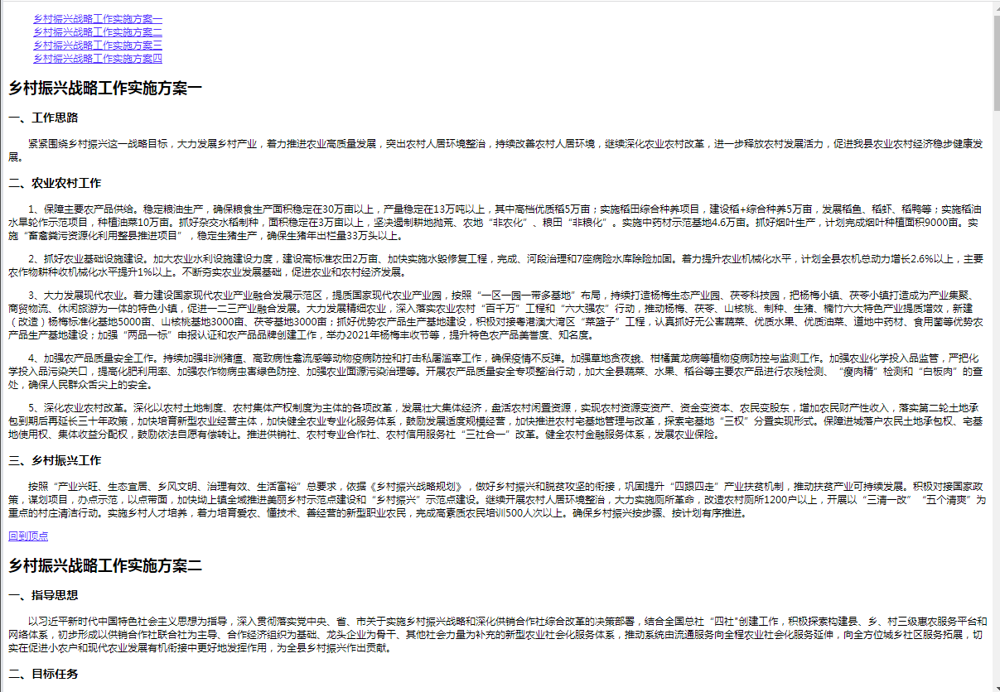 乡村振兴战略工作实施方案一
乡村振兴战略工作实施方案二
乡村振兴战略工作实施方案三
乡村振兴战略工作实施方案四
乡村振兴战略工作实施方案一
一、工作思路
紧紧围绕乡村振兴这一战略目标，大力发展乡村产业，着力推进农业高质量发展，突出农村人居环境整治，持续改善农村人居环境，继续深化农业农村改革，进一步释放农村发展活力，促进我县农业农村经济稳步健康发
展。
二、农业农村工作
1、保障主要农产品供给。稳定粮油生产，确保粮食生产面积稳定在30万亩以上，产量稳定在13万吨以上，其中高档优质稻5万亩；实施稻田综合种养项目，建设稻+综合种养5万亩，发展稻鱼、稻虾、稻鸭等；实施稻油
水旱轮作示范项目，种植油菜10万亩。抓好杂交水稻制种，面积稳定在3万亩以上，坚决遏制耕地抛荒、农地“非农化”、粮田“非粮化”。实施中药材示范基地4.6万亩。抓好烟叶生产，计划完成烟叶种植面积9000亩。实
施“畜禽粪污资源化利用整县推进项目”，稳定生猪生产，确保生猪年出栏量33万头以上。
2、抓好农业基础设施建设。加大农业水利设施建设力度，建设高标准农田2万亩、加快实施水毁修复工程，完成、河段治理和7座病险水库除险加固。着力提升农业机械化水平，计划全县农机总动力增长2.6%以上，主要
农作物耕种收机械化水平提升1%以上。不断夯实农业发展基础，促进农业和农村经济发展。
3、大力发展现代农业。着力建设国家现代农业产业融合发展示范区，提质国家现代农业产业园，按照“一区一园一带多基地”布局，持续打造杨梅生态产业园、茯苓科技园，把杨梅小镇、茯苓小镇打造成为产业集聚、
商贸物流、休闲旅游为一体的特色小镇，促进一二三产业融合发展。大力发展精细农业，深入落实农业农村“百千万”工程和“六大强农”行动，推动杨梅、茯苓、山核桃、制种、生猪、楠竹六大特色产业提质增效，新建
（改造）杨梅标准化基地5000亩、山核桃基地3000亩、茯苓基地3000亩；抓好优势农产品生产基地建设，积极对接粤港澳大湾区“菜篮子”工程，认真抓好无公害蔬菜、优质水果、优质油菜、道地中药材、食用菌等优势农
产品生产基地建设；加强“两品一标”申报认证和农产品品牌创建工作，举办2021年杨梅丰收节等，提升特色农产品美誉度、知名度。
4、加强农产品质量安全工作。持续加强非洲猪瘟、高致病性禽流感等动物疫病防控和打击私屠滥宰工作，确保疫情不反弹。加强草地贪夜蛾、柑橘黄龙病等植物疫病防控与监测工作。加强农业化学投入品监管，严把化
学投入品污染关口，提高化肥利用率、加强农作物病虫害绿色防控、加强农业面源污染治理等。开展农产品质量安全专项整治行动，加大全县蔬菜、水果、稻谷等主要农产品进行农残检测、“瘦肉精”检测和“白板肉”的查
处，确保人民群众舌尖上的安全。
5、深化农业农村改革。深化以农村土地制度、农村集体产权制度为主体的各项改革，发展壮大集体经济，盘活农村闲置资源，实现农村资源变资产、资金变资本、农民变股东，增加农民财产性收入，落实第二轮土地承
包到期后再延长三十年政策，加快培育新型农业经营主体，加快健全农业专业化服务体系，鼓励发展适度规模经营，加快推进农村宅基地管理与改革，探索宅基地“三权”分置实现形式。保障进城落户农民土地承包权、宅基
地使用权、集体收益分配权，鼓励依法自愿有偿转让。推进供销社、农村专业合作社、农村信用服务社“三社合一”改革。健全农村金融服务体系，发展农业保险。
三、乡村振兴工作
按照“产业兴旺、生态宜居、乡风文明、治理有效、生活富裕”总要求，依据《乡村振兴战略规划》，做好乡村振兴和脱贫攻坚的衔接，巩固提升“四跟四走”产业扶贫机制，推动扶贫产业可持续发展。积极对接国家政
策，谋划项目，办点示范，以点带面，加快坳上镇全域推进美丽乡村示范点建设和“乡村振兴”示范点建设。继续开展农村人居环境整治，大力实施厕所革命，改造农村厕所1200户以上，开展以“三清一改”“五个清爽”为
重点的村庄清洁行动。实施乡村人才培养，着力培育爱农、懂技术、善经营的新型职业农民，完成高素质农民培训500人次以上。确保乡村振兴按步骤、按计划有序推进。
回到顶点
乡村振兴战略工作实施方案二
一、指导思想
以习近平新时代中国特色社会主义思想为指导，深入贯彻落实党中央、省、市关于实施乡村振兴战略和深化供销合作社综合改革的决策部署，结合全国总社“四社"创建工作，积极探索构建县、乡、村三级惠农服务平台和
网络体系，初步形成以供销合作社联合社为主导、合作经济组织为基础、龙头企业为骨干、其他社会力量为补充的新型农业社会化服务体系，推动系统由流通服务向全程农业社会化服务延伸，向全方位城乡社区服务拓展，切
实在促进小农户和现代农业发展有机衔接中更好地发挥作用，为全县乡村振兴作出贡献。
二、目标任务